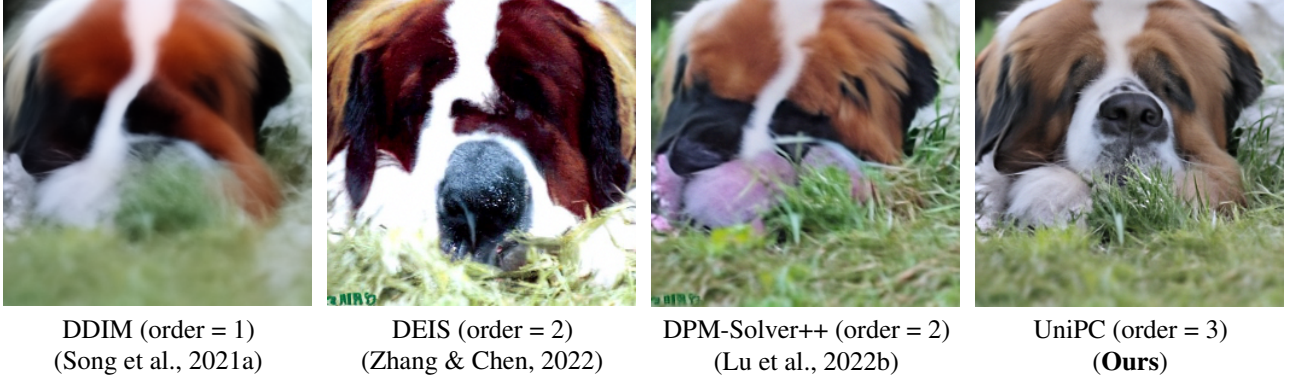 DDIM (order = 1)
(Song et al., 2021a)
DEIS (order = 2)
(Zhang & Chen, 2022)
DPM-Solver++ (order = 2)
(Lu et al., 2022b)
UniPC (order = 3)
(Ours)